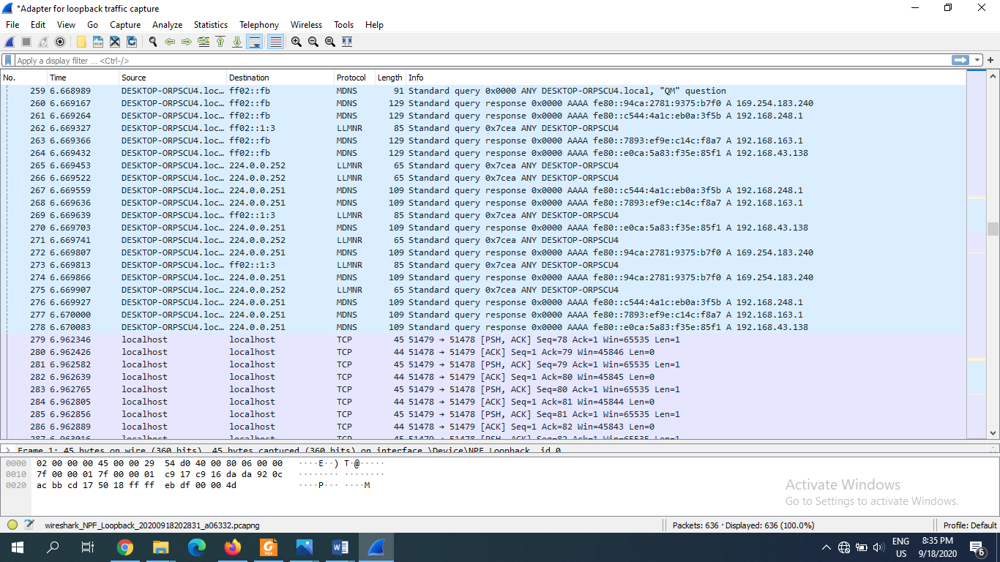 *Adapter for loopback traffic capture
File Edit View Go Capture Analyze Statistics Telephony Wireless Tools Help
Apply a display filter ... <Ctrl-/>
No. Time Source Destination Protocol Length Info
259 6.668989 DESKTOP-ORPSCU4.loc… ff02::fb MDNS 91 Standard query 0x0000 ANY DESKTOP-ORPSCU4.local, "QM" question
260 6.669167 DESKTOP-ORPSCU4.loc… ff02::fb MDNS 129 Standard query response 0x0000 AAAA fe80::94ca:2781:9375:b7f0 A 169.254.183.240
261 6.669264 DESKTOP-ORPSCU4.loc… ff02::fb MDNS 129 Standard query response 0x0000 AAAA fe80::c544:4a1c:eb0a:3f5b A 192.168.248.1
262 6.669327 DESKTOP-ORPSCU4.loc… ff02::1:3 LLMNR 85 Standard query 0x7cea ANY DESKTOP-ORPSCU4
263 6.669366 DESKTOP-ORPSCU4.loc… ff02::fb MDNS 129 Standard query response 0x0000 AAAA fe80::7893:ef9e:c14c:f8a7 A 192.168.163.1
264 6.669432 DESKTOP-ORPSCU4.loc… ff02::fb MDNS 129 Standard query response 0x0000 AAAA fe80::e0ca:5a83:f35e:85f1 A 192.168.43.138
265 6.669453 DESKTOP-ORPSCU4.loc… 224.0.0.252 LLMNR 65 Standard query 0x7cea ANY DESKTOP-ORPSCU4
266 6.669522 DESKTOP-ORPSCU4.loc… 224.0.0.252 LLMNR 65 Standard query 0x7cea ANY DESKTOP-ORPSCU4
267 6.669559 DESKTOP-ORPSCU4.loc… 224.0.0.251 MDNS 109 Standard query response 0x0000 AAAA fe80::c544:4a1c:eb0a:3f5b A 192.168.248.1
268 6.669636 DESKTOP-ORPSCU4.loc… 224.0.0.251 MDNS 109 Standard query response 0x0000 AAAA fe80::7893:ef9e:c14c:f8a7 A 192.168.163.1
269 6.669639 DESKTOP-ORPSCU4.loc… ff02::1:3 LLMNR 85 Standard query 0x7cea ANY DESKTOP-ORPSCU4
270 6.669703 DESKTOP-ORPSCU4.loc… 224.0.0.251 MDNS 109 Standard query response 0x0000 AAAA fe80::e0ca:5a83:f35e:85f1 A 192.168.43.138
271 6.669741 DESKTOP-ORPSCU4.loc… 224.0.0.252 LLMNR 65 Standard query 0x7cea ANY DESKTOP-ORPSCU4
272 6.669807 DESKTOP-ORPSCU4.loc… 224.0.0.251 MDNS 109 Standard query response 0x0000 AAAA fe80::94ca:2781:9375:b7f0 A 169.254.183.240
273 6.669813 DESKTOP-ORPSCU4.loc… ff02::1:3 LLMNR 85 Standard query 0x7cea ANY DESKTOP-ORPSCU4
274 6.669866 DESKTOP-ORPSCU4.loc… 224.0.0.251 MDNS 109 Standard query response 0x0000 AAAA fe80::94ca:2781:9375:b7f0 A 169.254.183.240
275 6.669907 DESKTOP-ORPSCU4.loc… 224.0.0.252 LLMNR 65 Standard query 0x7cea ANY DESKTOP-ORPSCU4
276 6.669927 DESKTOP-ORPSCU4.loc… 224.0.0.251 MDNS 109 Standard query response 0x0000 AAAA fe80::c544:4a1c:eb0a:3f5b A 192.168.248.1
277 6.670000 DESKTOP-ORPSCU4.loc… 224.0.0.251 MDNS 109 Standard query response 0x0000 AAAA fe80::7893:ef9e:c14c:f8a7 A 192.168.163.1
278 6.670083 DESKTOP-ORPSCU4.loc… 224.0.0.251 MDNS 109 Standard query response 0x0000 AAAA fe80::e0ca:5a83:f35e:85f1 A 192.168.43.138
279 6.962346 localhost localhost TCP 45 51479 → 51478 [PSH, ACK] Seq=78 Ack=1 Win=65535 Len=1
280 6.962426 localhost localhost TCP 44 51478 → 51479 [ACK] Seq=1 Ack=79 Win=45846 Len=0
281 6.962582 localhost localhost TCP 45 51479 → 51478 [PSH, ACK] Seq=79 Ack=1 Win=65535 Len=1
282 6.962639 localhost localhost TCP 44 51478 → 51479 [ACK] Seq=1 Ack=80 Win=45845 Len=0
283 6.962765 localhost localhost TCP 45 51479 → 51478 [PSH, ACK] Seq=80 Ack=1 Win=65535 Len=1
284 6.962805 localhost localhost TCP 44 51478 → 51479 [ACK] Seq=1 Ack=81 Win=45844 Len=0
285 6.962856 localhost localhost TCP 45 51479 → 51478 [PSH, ACK] Seq=81 Ack=1 Win=65535 Len=1
286 6.962889 localhost localhost TCP 44 51478 → 51479 [ACK] Seq=1 Ack=82 Win=45843 Len=0
287 6.963016 localhost localhost TCP 45 51479 → 51478 [PSH, ACK] Seq=82 Ack=1 Win=65535 Len=1
Frame 1: 45 bytes on wire (360 bits), 45 bytes captured (360 bits) on interface \Device\NPF_Loopback, id 0
0000 02 00 00 00 45 00 00 29 54 d0 40 00 80 06 00 00 ····E··) T·@·····
0010 7f 00 00 01 7f 00 00 01 c9 17 c9 16 da da 92 0c ········ ········
0020 ac bb cd 17 50 18 ff ff eb df 00 00 4d ····P··· ····M
Activate Windows
Go to Settings to activate Windows.
wireshark_NPF_Loopback_20200918202831_a06332.pcapng
Packets: 636 · Displayed: 636 (100.0%)
Profile: Default
PDF
ENG
US
8:35 PM
9/18/2020
6